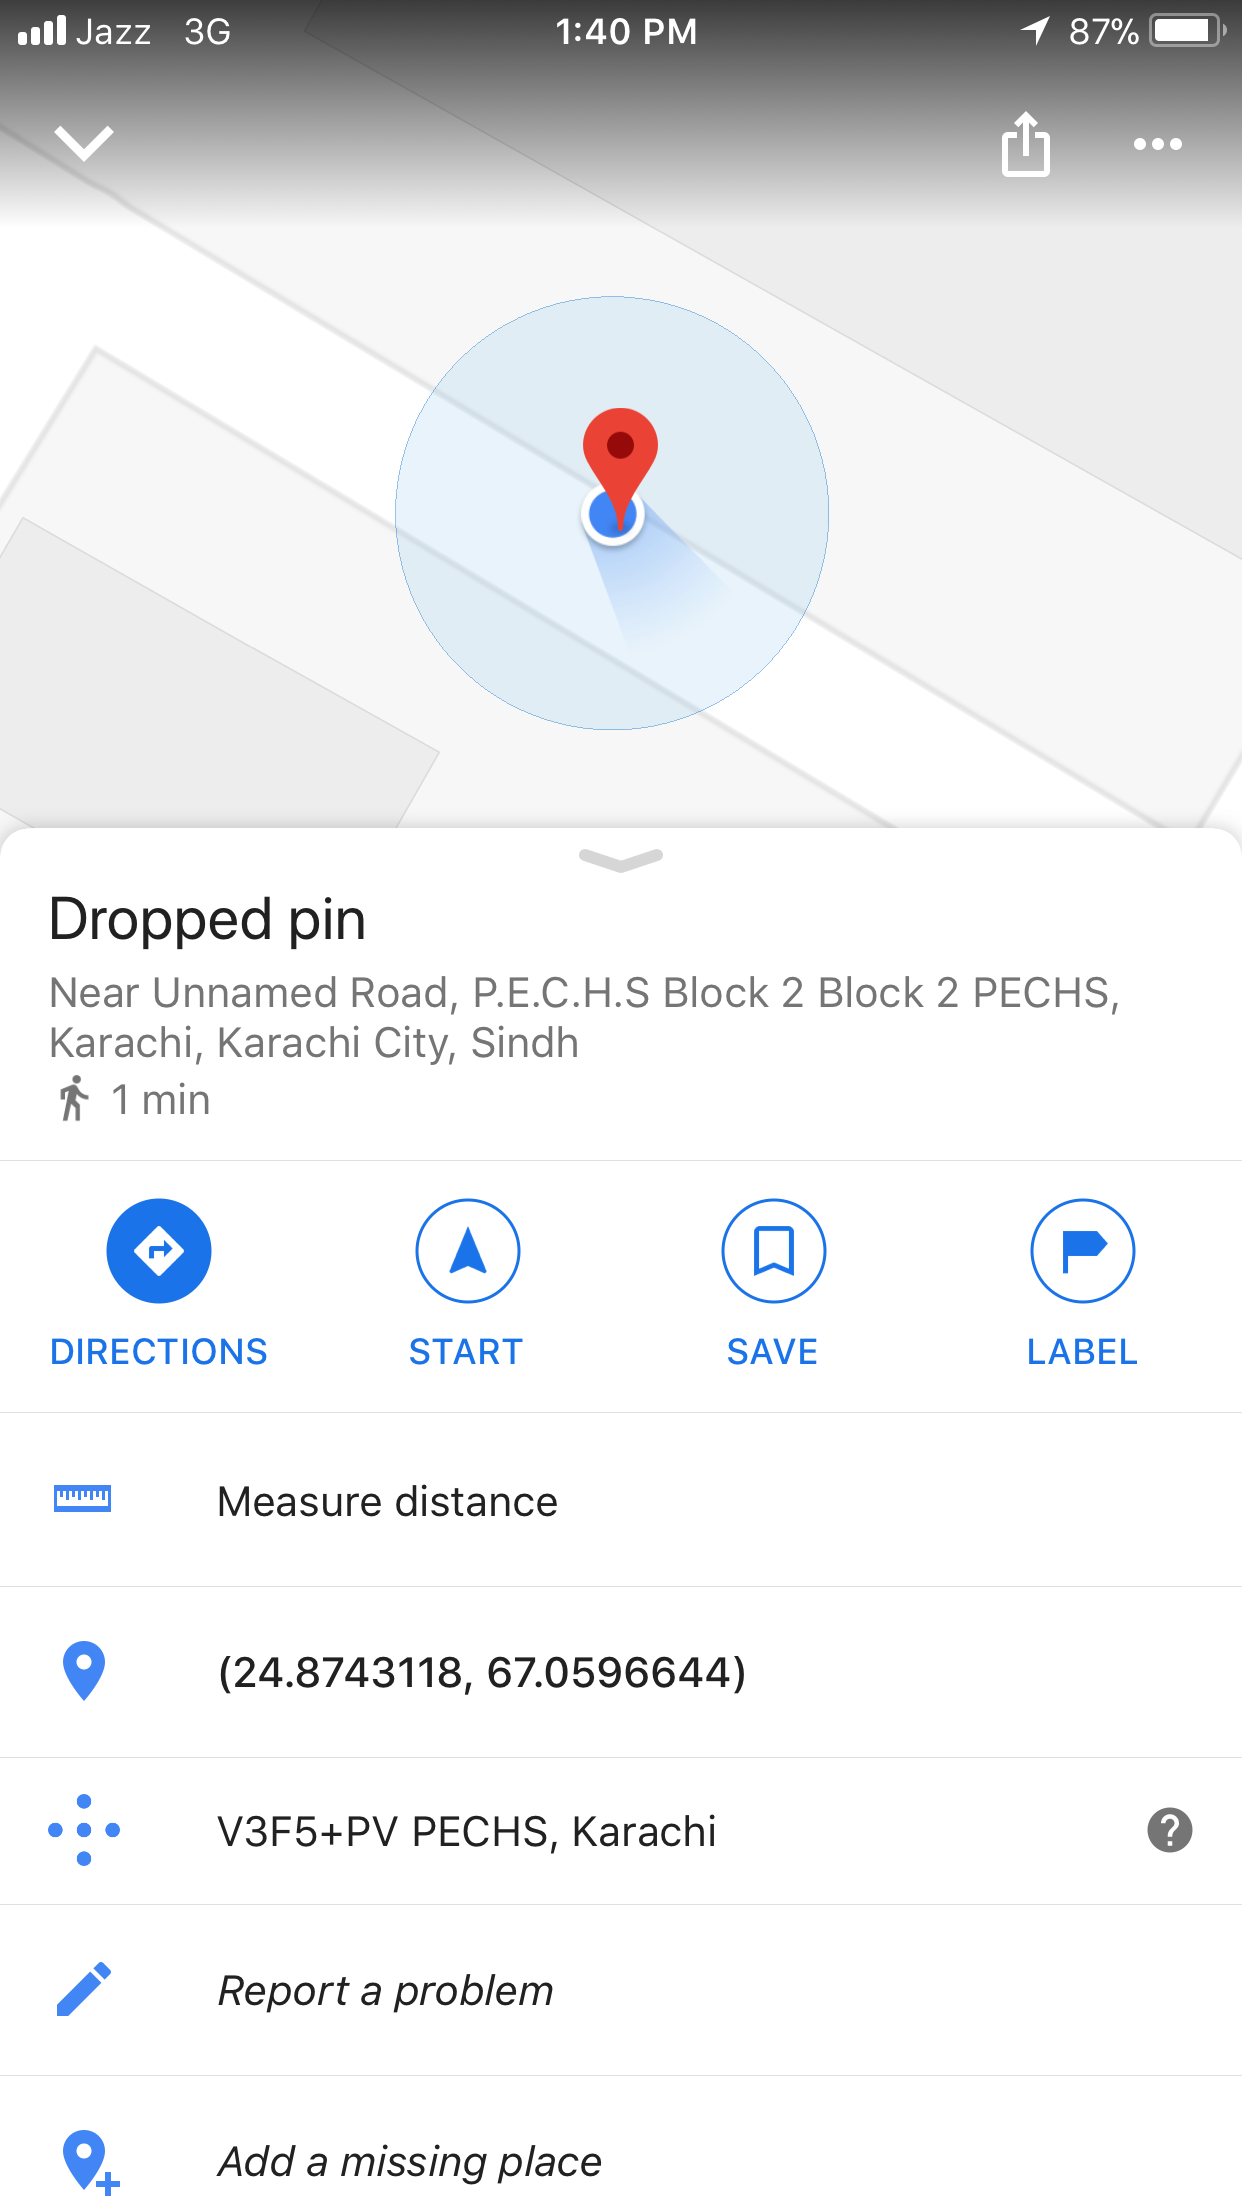 Jazz 3G 1:40 PM 87%
Dropped pin
Near Unnamed Road, P.E.C.H.S Block 2 Block 2 PECHS,
Karachi, Karachi City, Sindh
1 min
DIRECTIONS START SAVE LABEL
Measure distance
(24.8743118, 67.0596644)
V3F5+PV PECHS, Karachi
Report a problem
Add a missing place